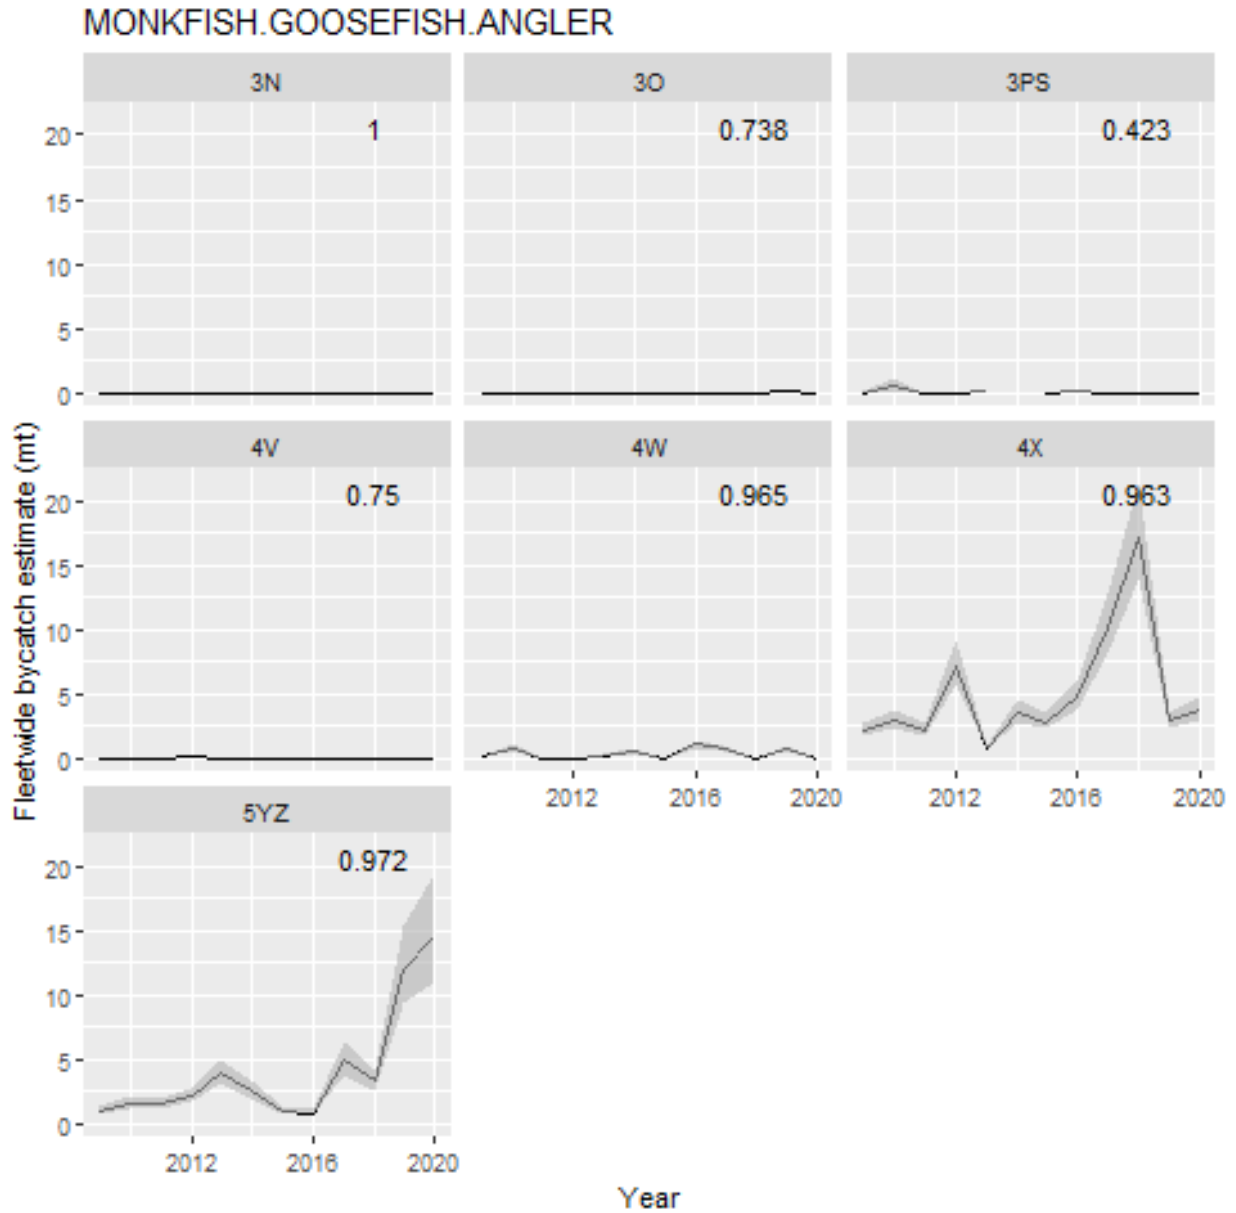 MONKFISH.GOOSEFISH.ANGLER
3N 3O 3PS
1 0.738 0.423
20
15
10
5
0
4V 4W 4X
0.75 0.965 0.963
20
15
10
5
0
2012 2016 2020 2012 2016 2020
5YZ
0.972
20
15
10
5
0
2012 2016 2020
Fleetwide bycatch estimate (mt)
Year